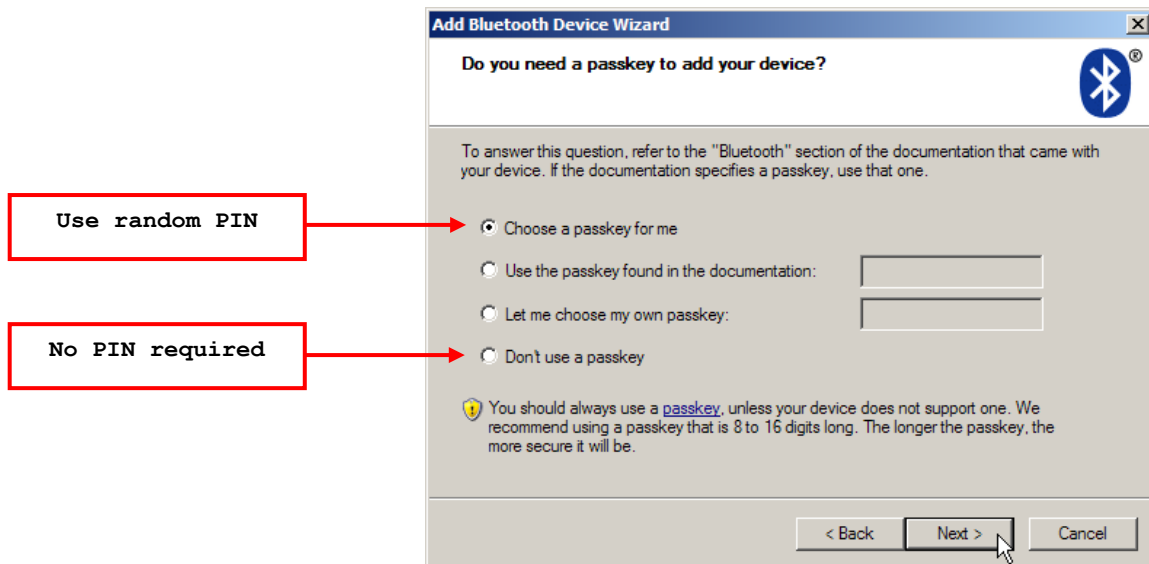 Add Bluetooth Device Wizard
Do you need a passkey to add your device?
®
To answer this question, refer to the "Bluetooth" section of the documentation that came with
your device. If the documentation specifies a passkey, use that one.
Use random PIN
Choose a passkey for me
Use the passkey found in the documentation:
Let me choose my own passkey:
No PIN required
Don't use a passkey
You should always use a passkey, unless your device does not support one. We
recommend using a passkey that is 8 to 16 digits long. The longer the passkey, the
more secure it will be.
< Back
Next >
Cancel